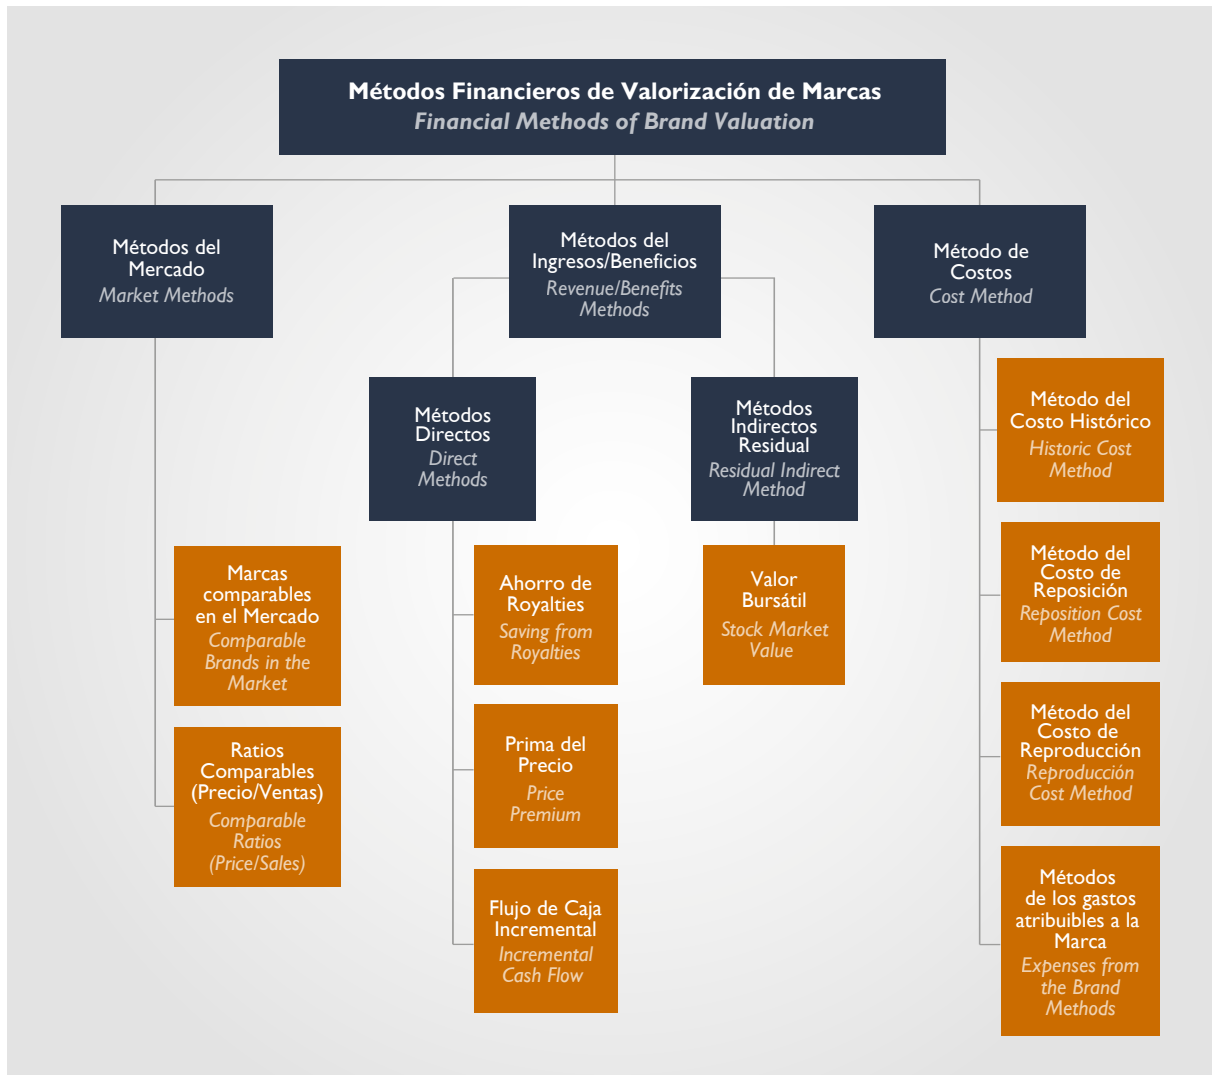 Métodos Financieros de Valorización de Marcas
Financial Methods of Brand Valuation
Métodos del
Mercado
Market Methods
Métodos del
Ingresos/Beneficios
Revenue/Benefits
Methods
Método de
Costos
Cost Method
Métodos
Directos
Direct
Methods
Métodos
Indirectos
Residual
Residual Indirect
Method
Método del
Costo Histórico
Historic Cost
Method
Marcas
comparables
en el Mercado
Comparable
Brands in the
Market
Ahorro de
Royalties
Saving from
Royalties
Valor
Bursátil
Stock Market
Value
Método del
Costo de
Reposición
Reposition Cost
Method
Ratios
Comparables
(Precio/Ventas)
Comparable
Ratios
(Price/Sales)
Prima del
Precio
Price
Premium
Método del
Costo de
Reproducción
Reproducción
Cost Method
Flujo de Caja
Incremental
Incremental
Cash Flow
Métodos
de los gastos
atribuibles a la
Marca
Expenses from
the Brand
Methods